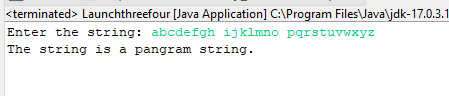 <terminated> Launchthreefour [Java Application] C:\Program Files\Java\jdk-17.0.3.1
Enter the string: abcdefgh ijklmno pqrstuvwxyz
The string is a pangram string.